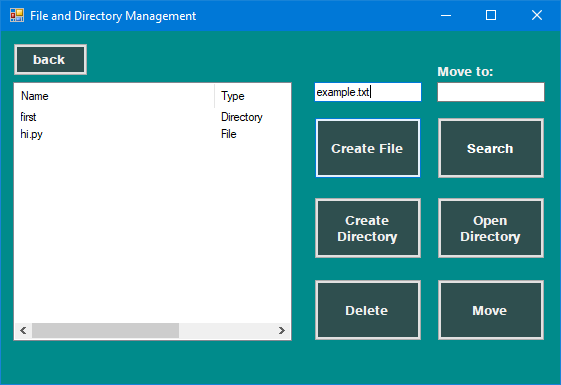 File and Directory Management
back
Move to:
Name Type
first Directory
hi.py File
example.txt
Create File
Search
Create
Directory
Open
Directory
Delete
Move